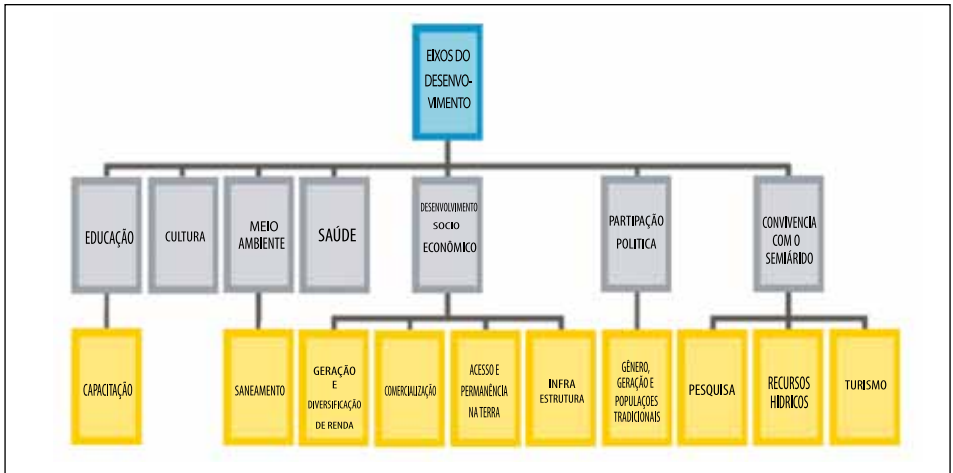 EIXOS DO
DESENVO-
VIMENTO
EDUCAÇÃO
CULTURA
MEIO
AMBIENTE
SAÚDE
DESENVOLVIMENTO
SOCIO
ECONÔMICO
PARTIPAÇÃO
POLITICA
CONVIVENCIA
COM O
SEMIÁRIDO
CAPACITAÇÃO
SANEAMENTO
GERAÇÃO
E
DIVERSIFICAÇÃO
DE RENDA
COMERCIALIZAÇÃO
ACESSO E
PERMANÊNCIA
NA TERRA
INFRA
ESTRUTURA
GÊNERO,
GERAÇÃO E
POPULAÇOES
TRADICIONAIS
PESQUISA
RECURSOS
HÍDRICOS
TURISMO